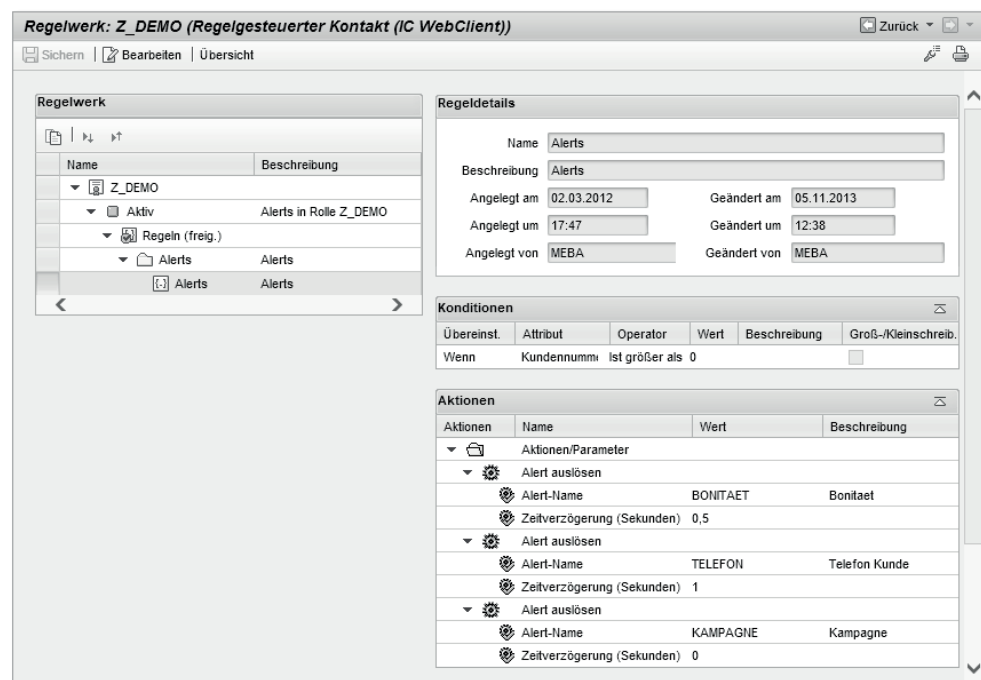 Regelwerk: Z_DEMO (Regelgesteuerter Kontakt (IC WebClient))
Zurück
Sichern | Bearbeiten | Übersicht
Regelwerk
Name Beschreibung
Z_DEMO
Aktiv Alerts in Rolle Z_DEMO
Regeln (freig.)
Alerts Alerts
Alerts Alerts
Regeldetails
Name Alerts
Beschreibung Alerts
Angelegt am 02.03.2012 Geändert am 05.11.2013
Angelegt um 17:47 Geändert um 12:38
Angelegt von MEBA Geändert von MEBA
Konditionen
Übereinst. Attribut Operator Wert Beschreibung Groß-/Kleinschreib.
Wenn Kundennumm Ist größer als 0
Aktionen
Aktionen Name Wert Beschreibung
Aktionen/Parameter
Alert auslösen
Alert-Name BONITAET Bonitaet
Zeitverzögerung (Sekunden) 0,5
Alert auslösen
Alert-Name TELEFON Telefon Kunde
Zeitverzögerung (Sekunden) 1
Alert auslösen
Alert-Name KAMPAGNE Kampagne
Zeitverzögerung (Sekunden) 0